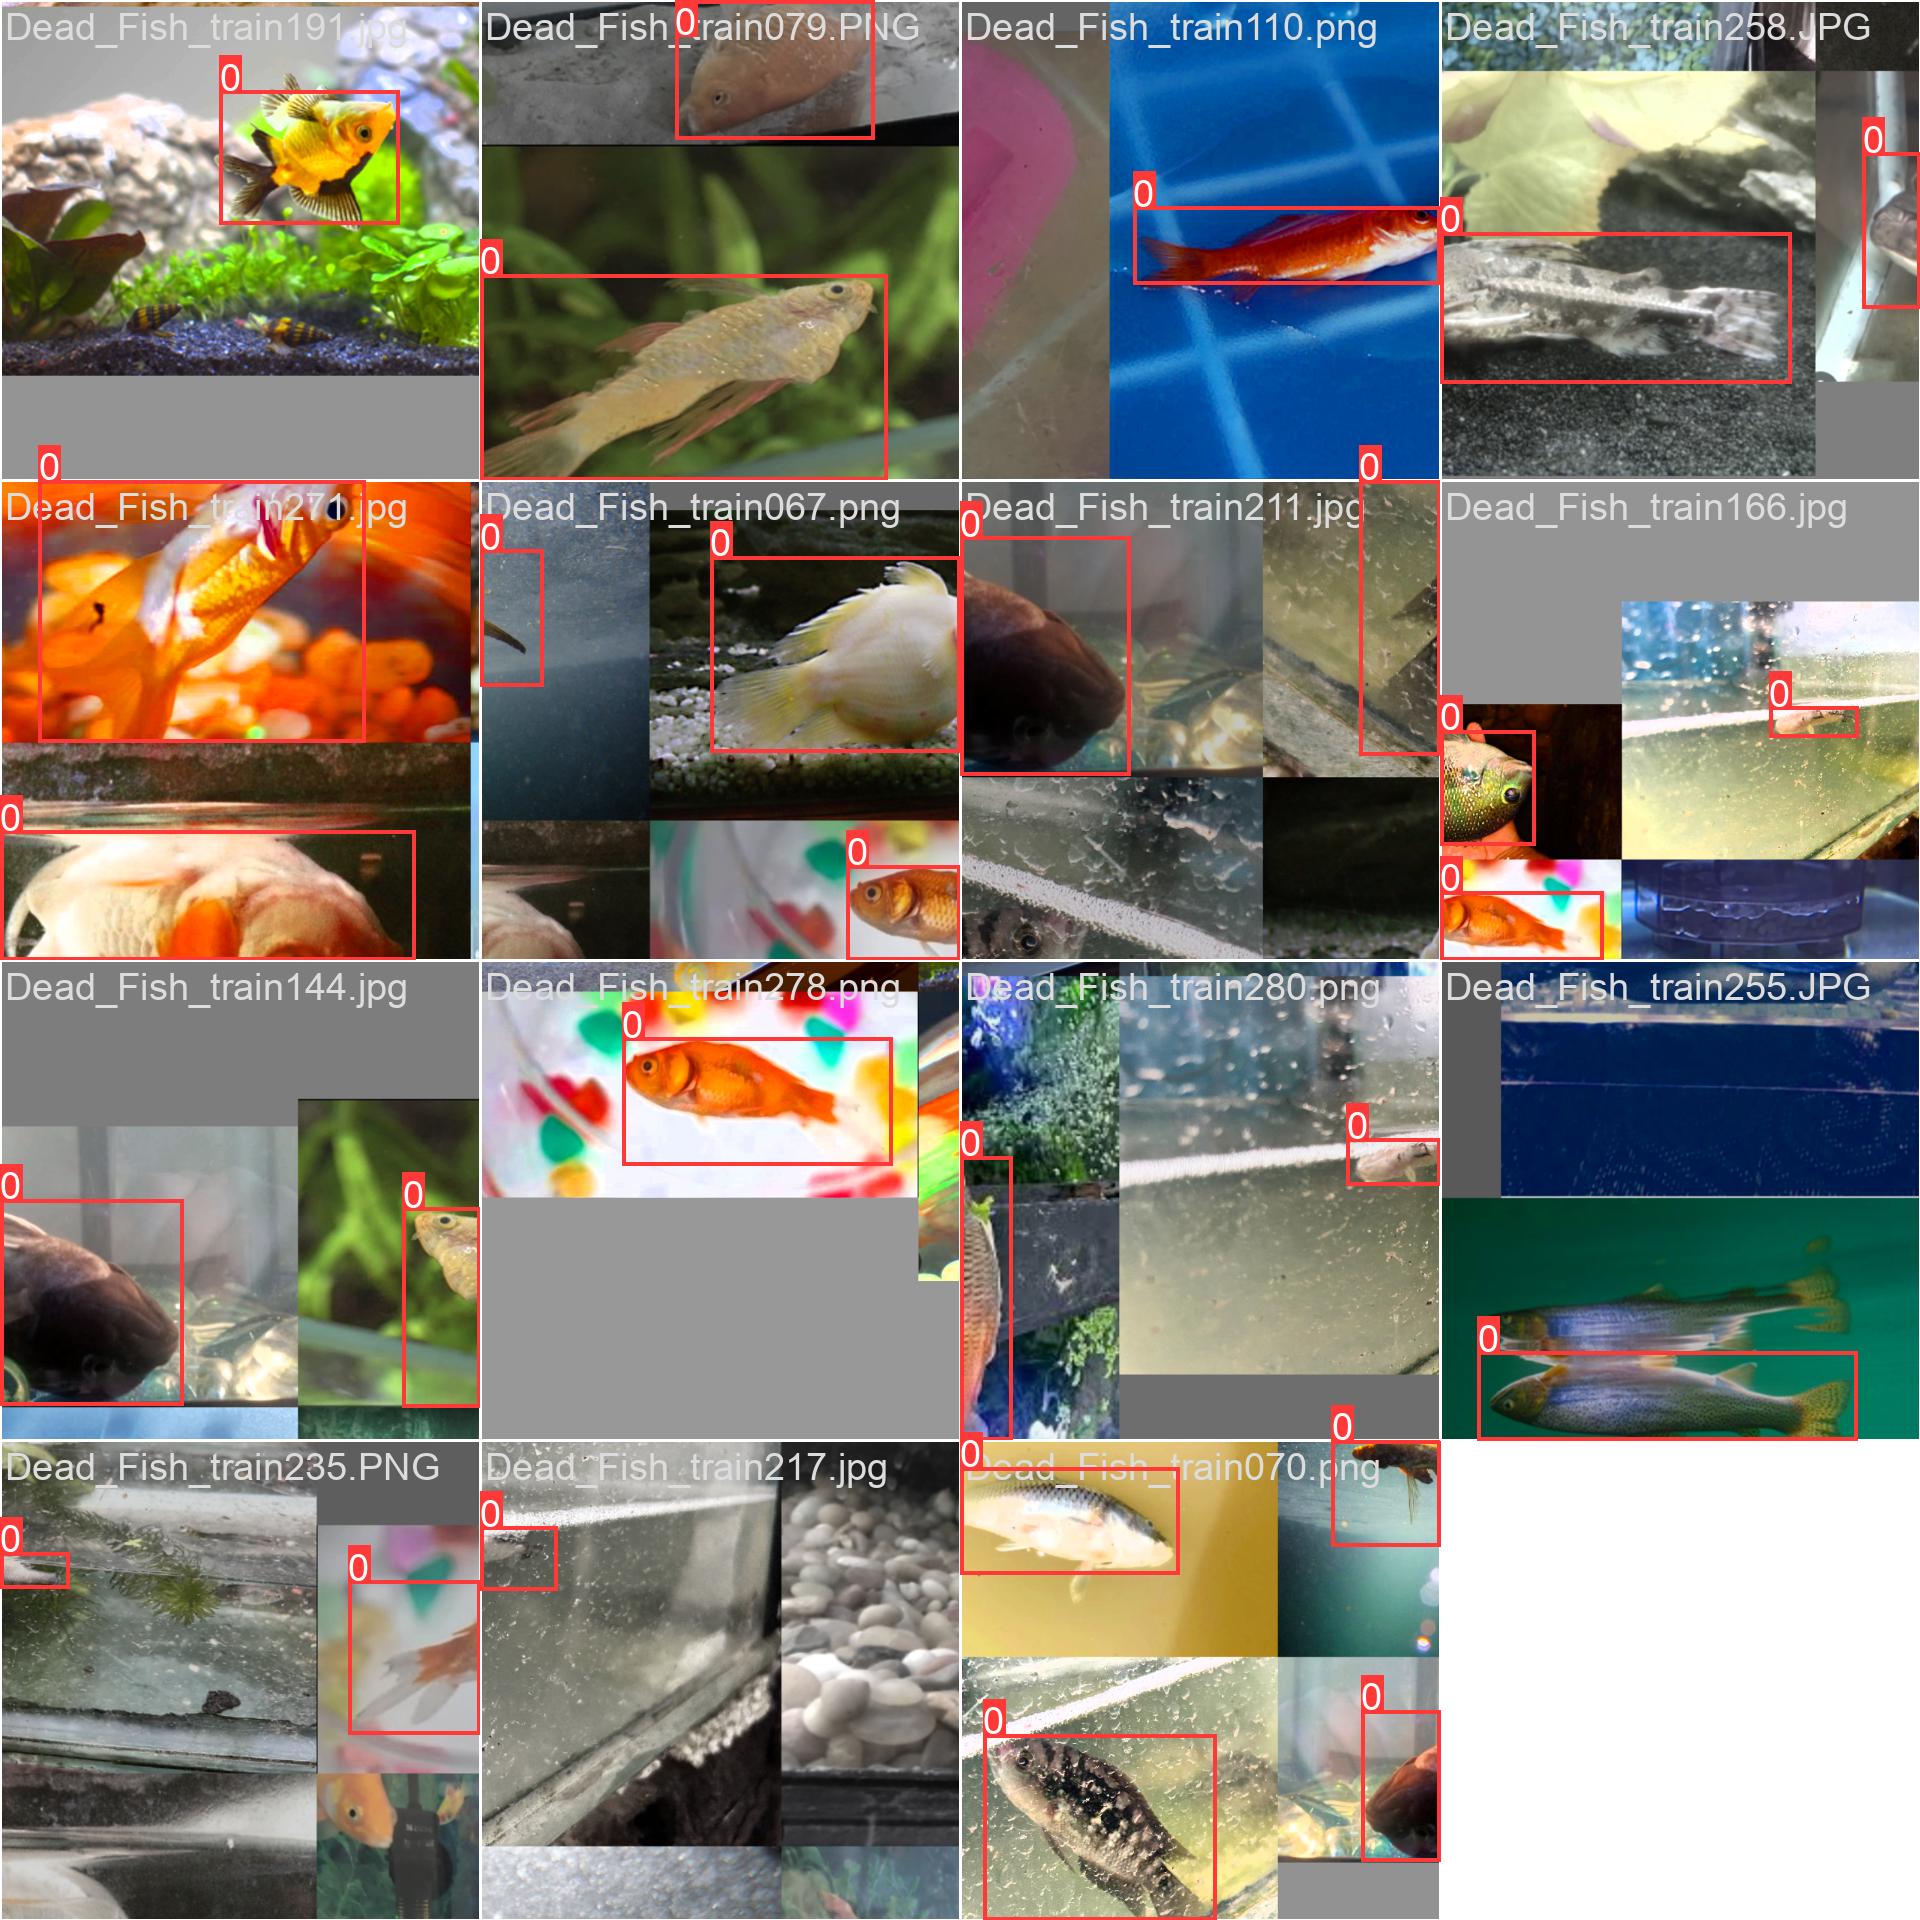 Dead_Fish_train191.jpg
Dead_Fish_train079.PNG
Dead_Fish_train110.png
Dead_Fish_train258.JPG
0
0
0
0
0
0
0
Dead_Fish_train271.jpg
Dead_Fish_train067.png
Dead_Fish_train211.jpg
Dead_Fish_train166.jpg
0
0
0
0
0
0
0
0
0
0
Dead_Fish_train144.jpg
Dead_Fish_train278.png
Dead_Fish_train280.png
Dead_Fish_train255.JPG
0
0
0
0
0
0
Dead_Fish_train235.PNG
Dead_Fish_train217.jpg
Dead_Fish_train070.png
0
0
0
0
0
0
0